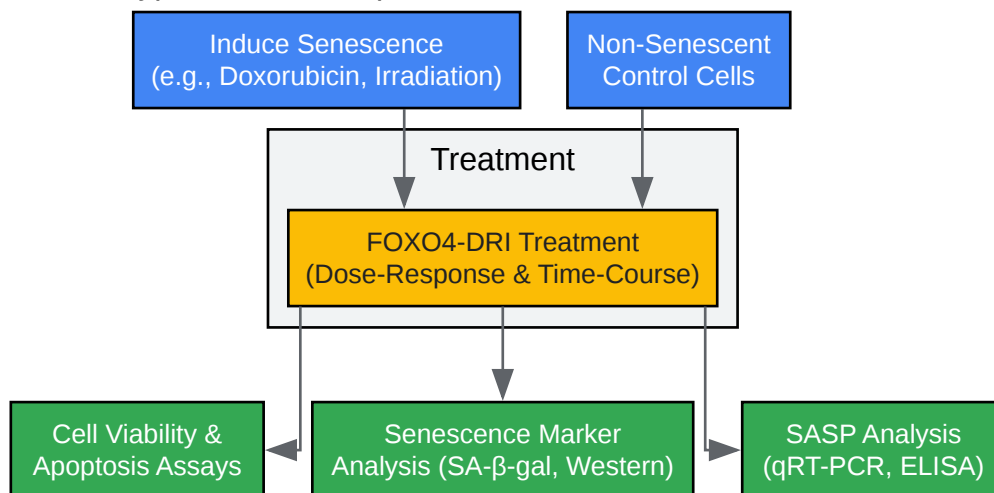 Induce Senescence
(e.g., Doxorubicin, Irradiation)
Non-Senescent
Control Cells
Treatment
FOXO4-DRI Treatment
(Dose-Response & Time-Course)
Cell Viability &
Apoptosis Assays
Senescence Marker
Analysis (SA-β-gal, Western)
SASP Analysis
(qRT-PCR, ELISA)